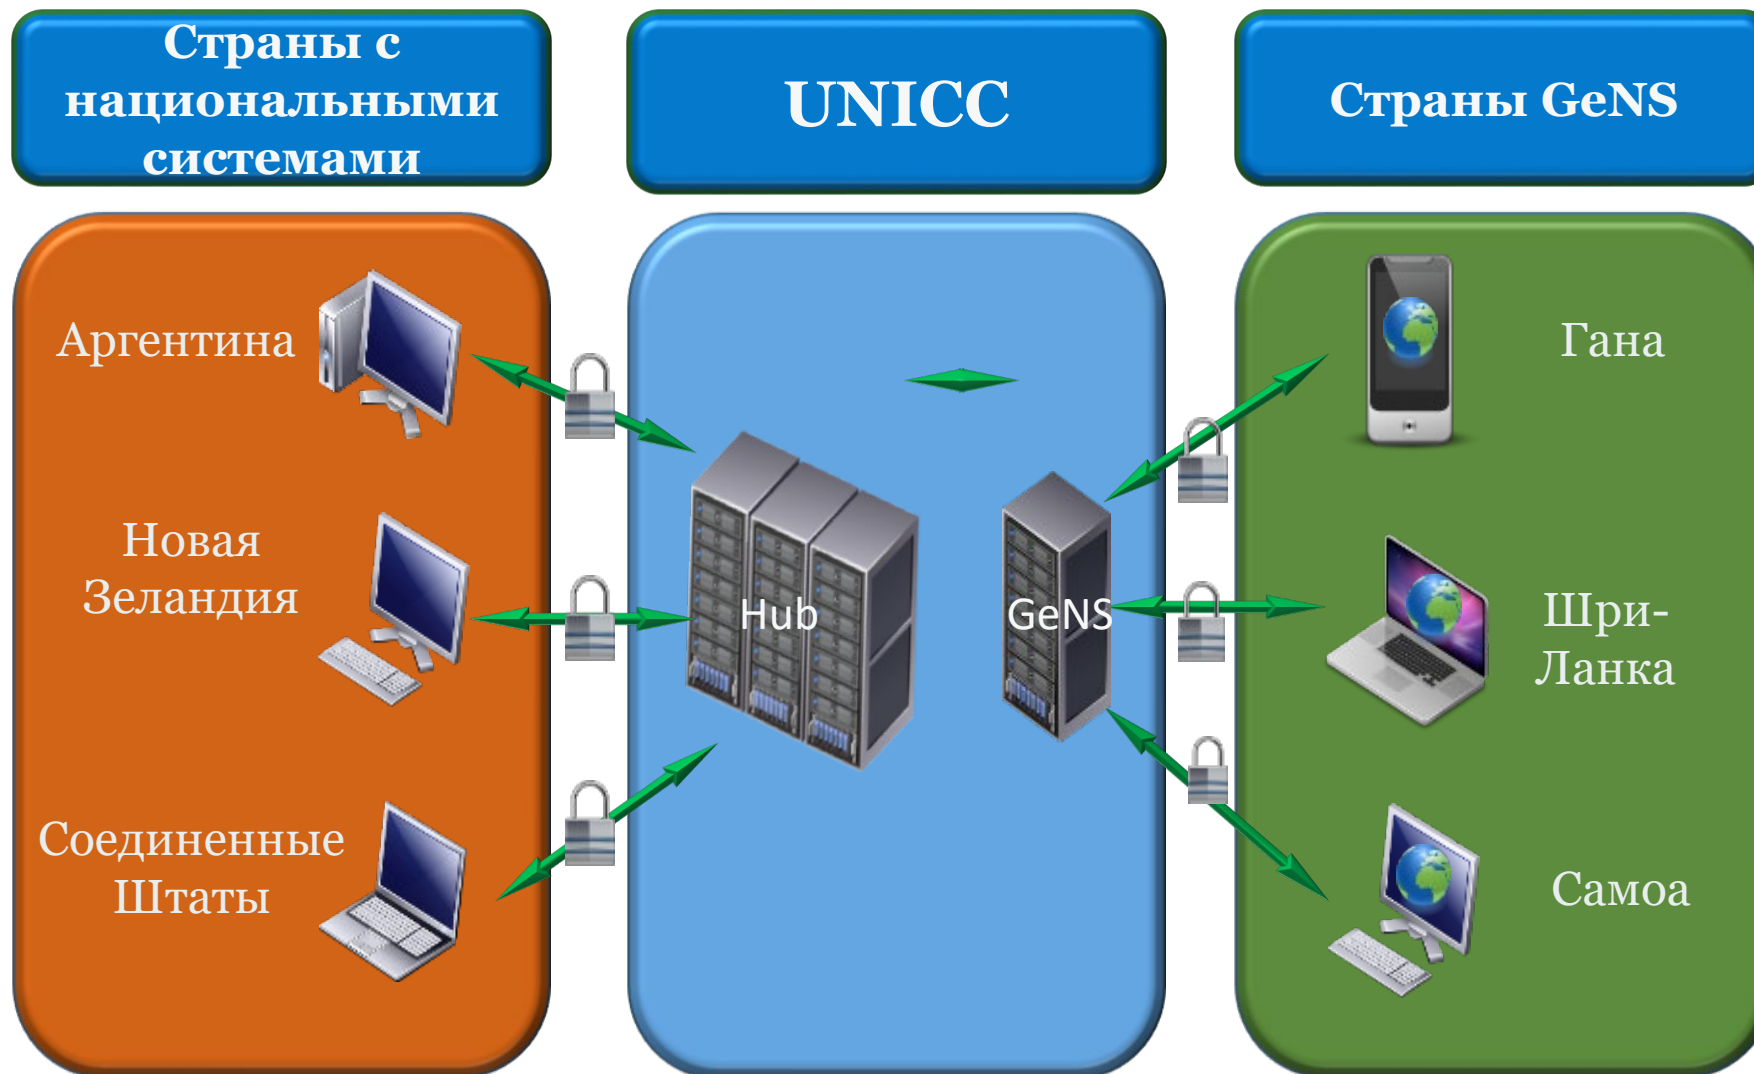 Страны с
национальными
системами
UNICC
Страны GeNS
Аргентина
Новая
Зеландия
Соединенные
Штаты
Hub
GeNS
Гана
Шри-
Ланка
Самоа